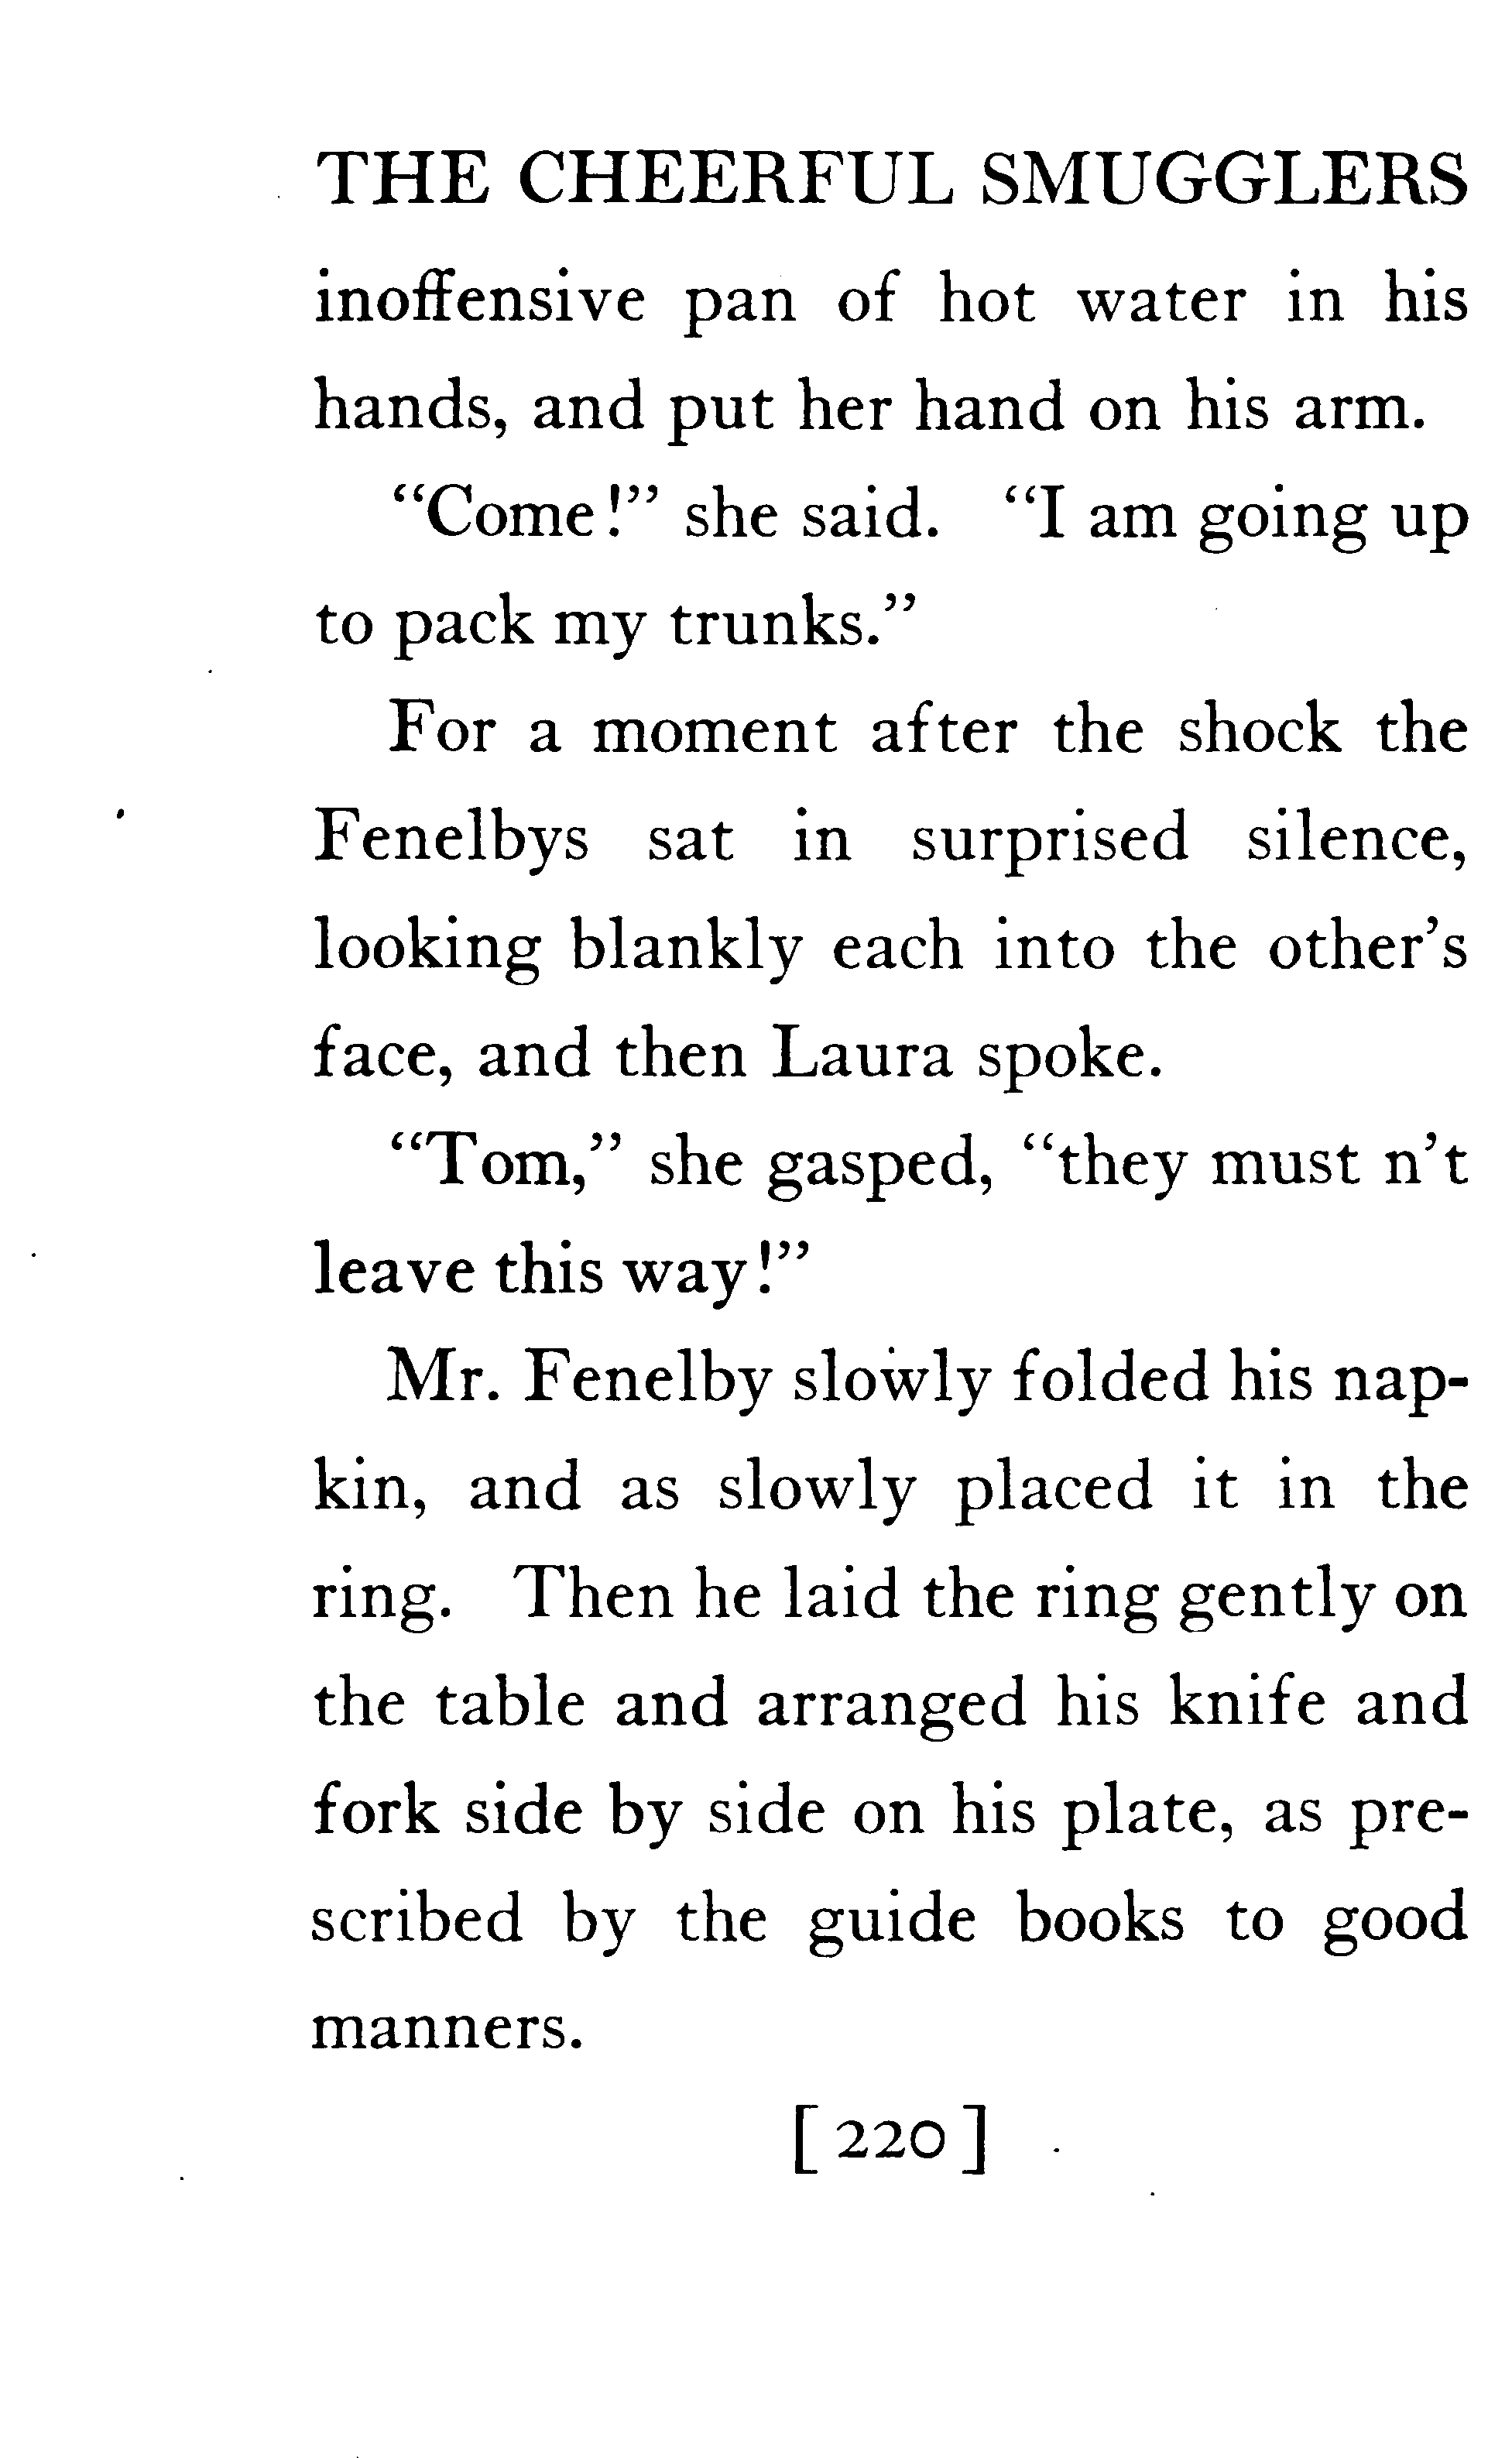 THE CHEERFUL SMUGGLERS
inoffensive pan of hot water in his
hands, and put her hand on his arm.
“Come!” she said. “I am going up
to pack my trunks.”
For a moment after the shock the
Fenelbys sat in surprised silence,
looking blankly each into the other’s
face, and then Laura spoke.
“Tom,” she gasped, “they must n’t
leave this way!”
Mr. Fenelby slowly folded his nap-
kin, and as slowly placed it in the
ring. Then he laid the ring gently on
the table and arranged his knife and
fork side by side on his plate, as pre-
scribed by the guide books to good
manners.
[220]